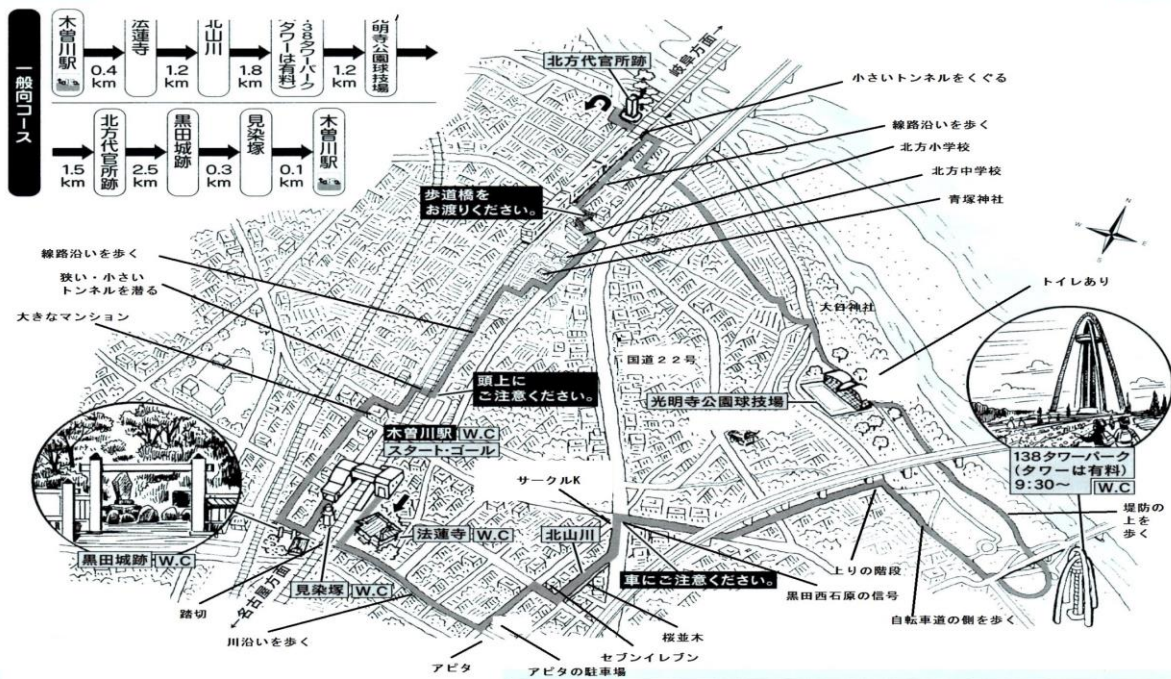 一般向コース
木曽川駅
0.4
km
法蓮寺
1.2
km
北山川
1.8
km
138タワーパーク
(タワーは有料)
1.2
km
光明寺公園球技場
1.5
km
北方代官所跡
2.5
km
黒田城跡
0.3
km
見染塚
0.1
km
木曽川駅
北方代官所跡
岐阜方面
小さいトンネルをくぐる
線路沿いを歩く
北方小学校
北方中学校
青塚神社
歩道橋を
お渡りください。
N
W
E
S
線路沿いを歩く
狭い・小さい
トンネルを潜る
大きなマンション
トイレあり
大日神社
国道22号
頭上に
ご注意ください。
光明寺公園球技場
木曽川駅 W.C
スタート・ゴール
138タワーパーク
(タワーは有料)
9:30~
W.C
サークルK
堤防の
上を
歩く
法蓮寺 W.C
北山川
黒田城跡 W.C
見染塚 W.C
車にご注意ください。
上りの階段
黒田西石原の信号
自転車道の側を歩く
名古屋方面
踏切
川沿いを歩く
桜並木
セブンイレブン
アピタ
アピタの駐車場